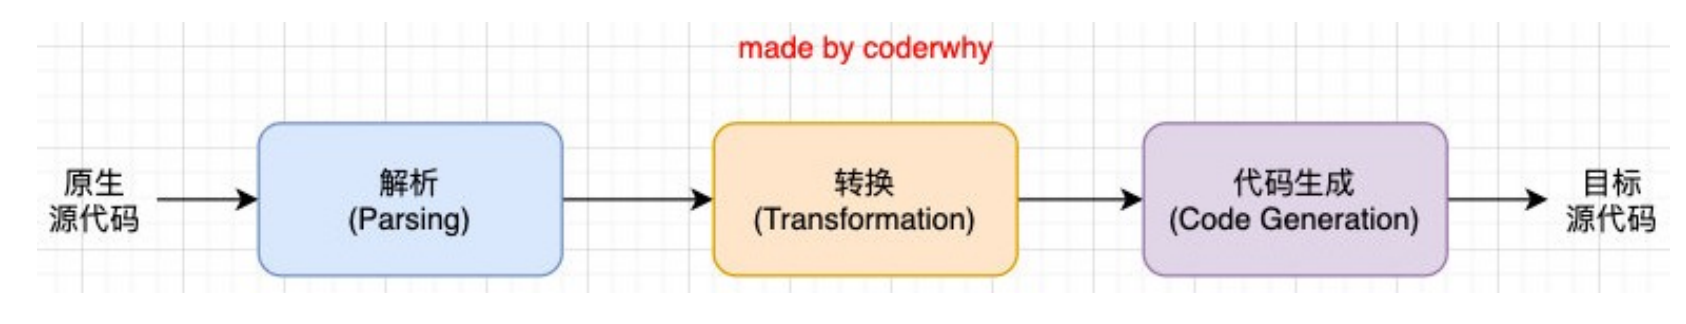 made by coderwhy
原生
源代码
解析
(Parsing)
转换
(Transformation)
代码生成
(Code Generation)
目标
源代码